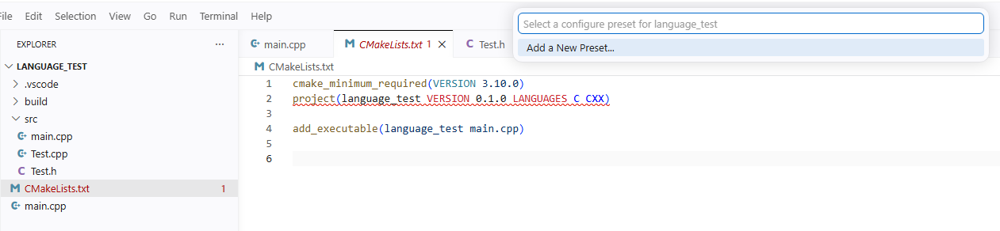 File Edit Selection View Go Run Terminal Help
Select a configure preset for language_test
Add a New Preset...
EXPLORER ...
main.cpp CMakeLists.txt 1 Test.h
LANGUAGE_TEST
CMakeLists.txt
.vscode
build
src
main.cpp
Test.cpp
Test.h
CMakeLists.txt 1
main.cpp
1 cmake_minimum_required(VERSION 3.10.0)
2 project(language_test VERSION 0.1.0 LANGUAGES C CXX)
3
4 add_executable(language_test main.cpp)
5
6